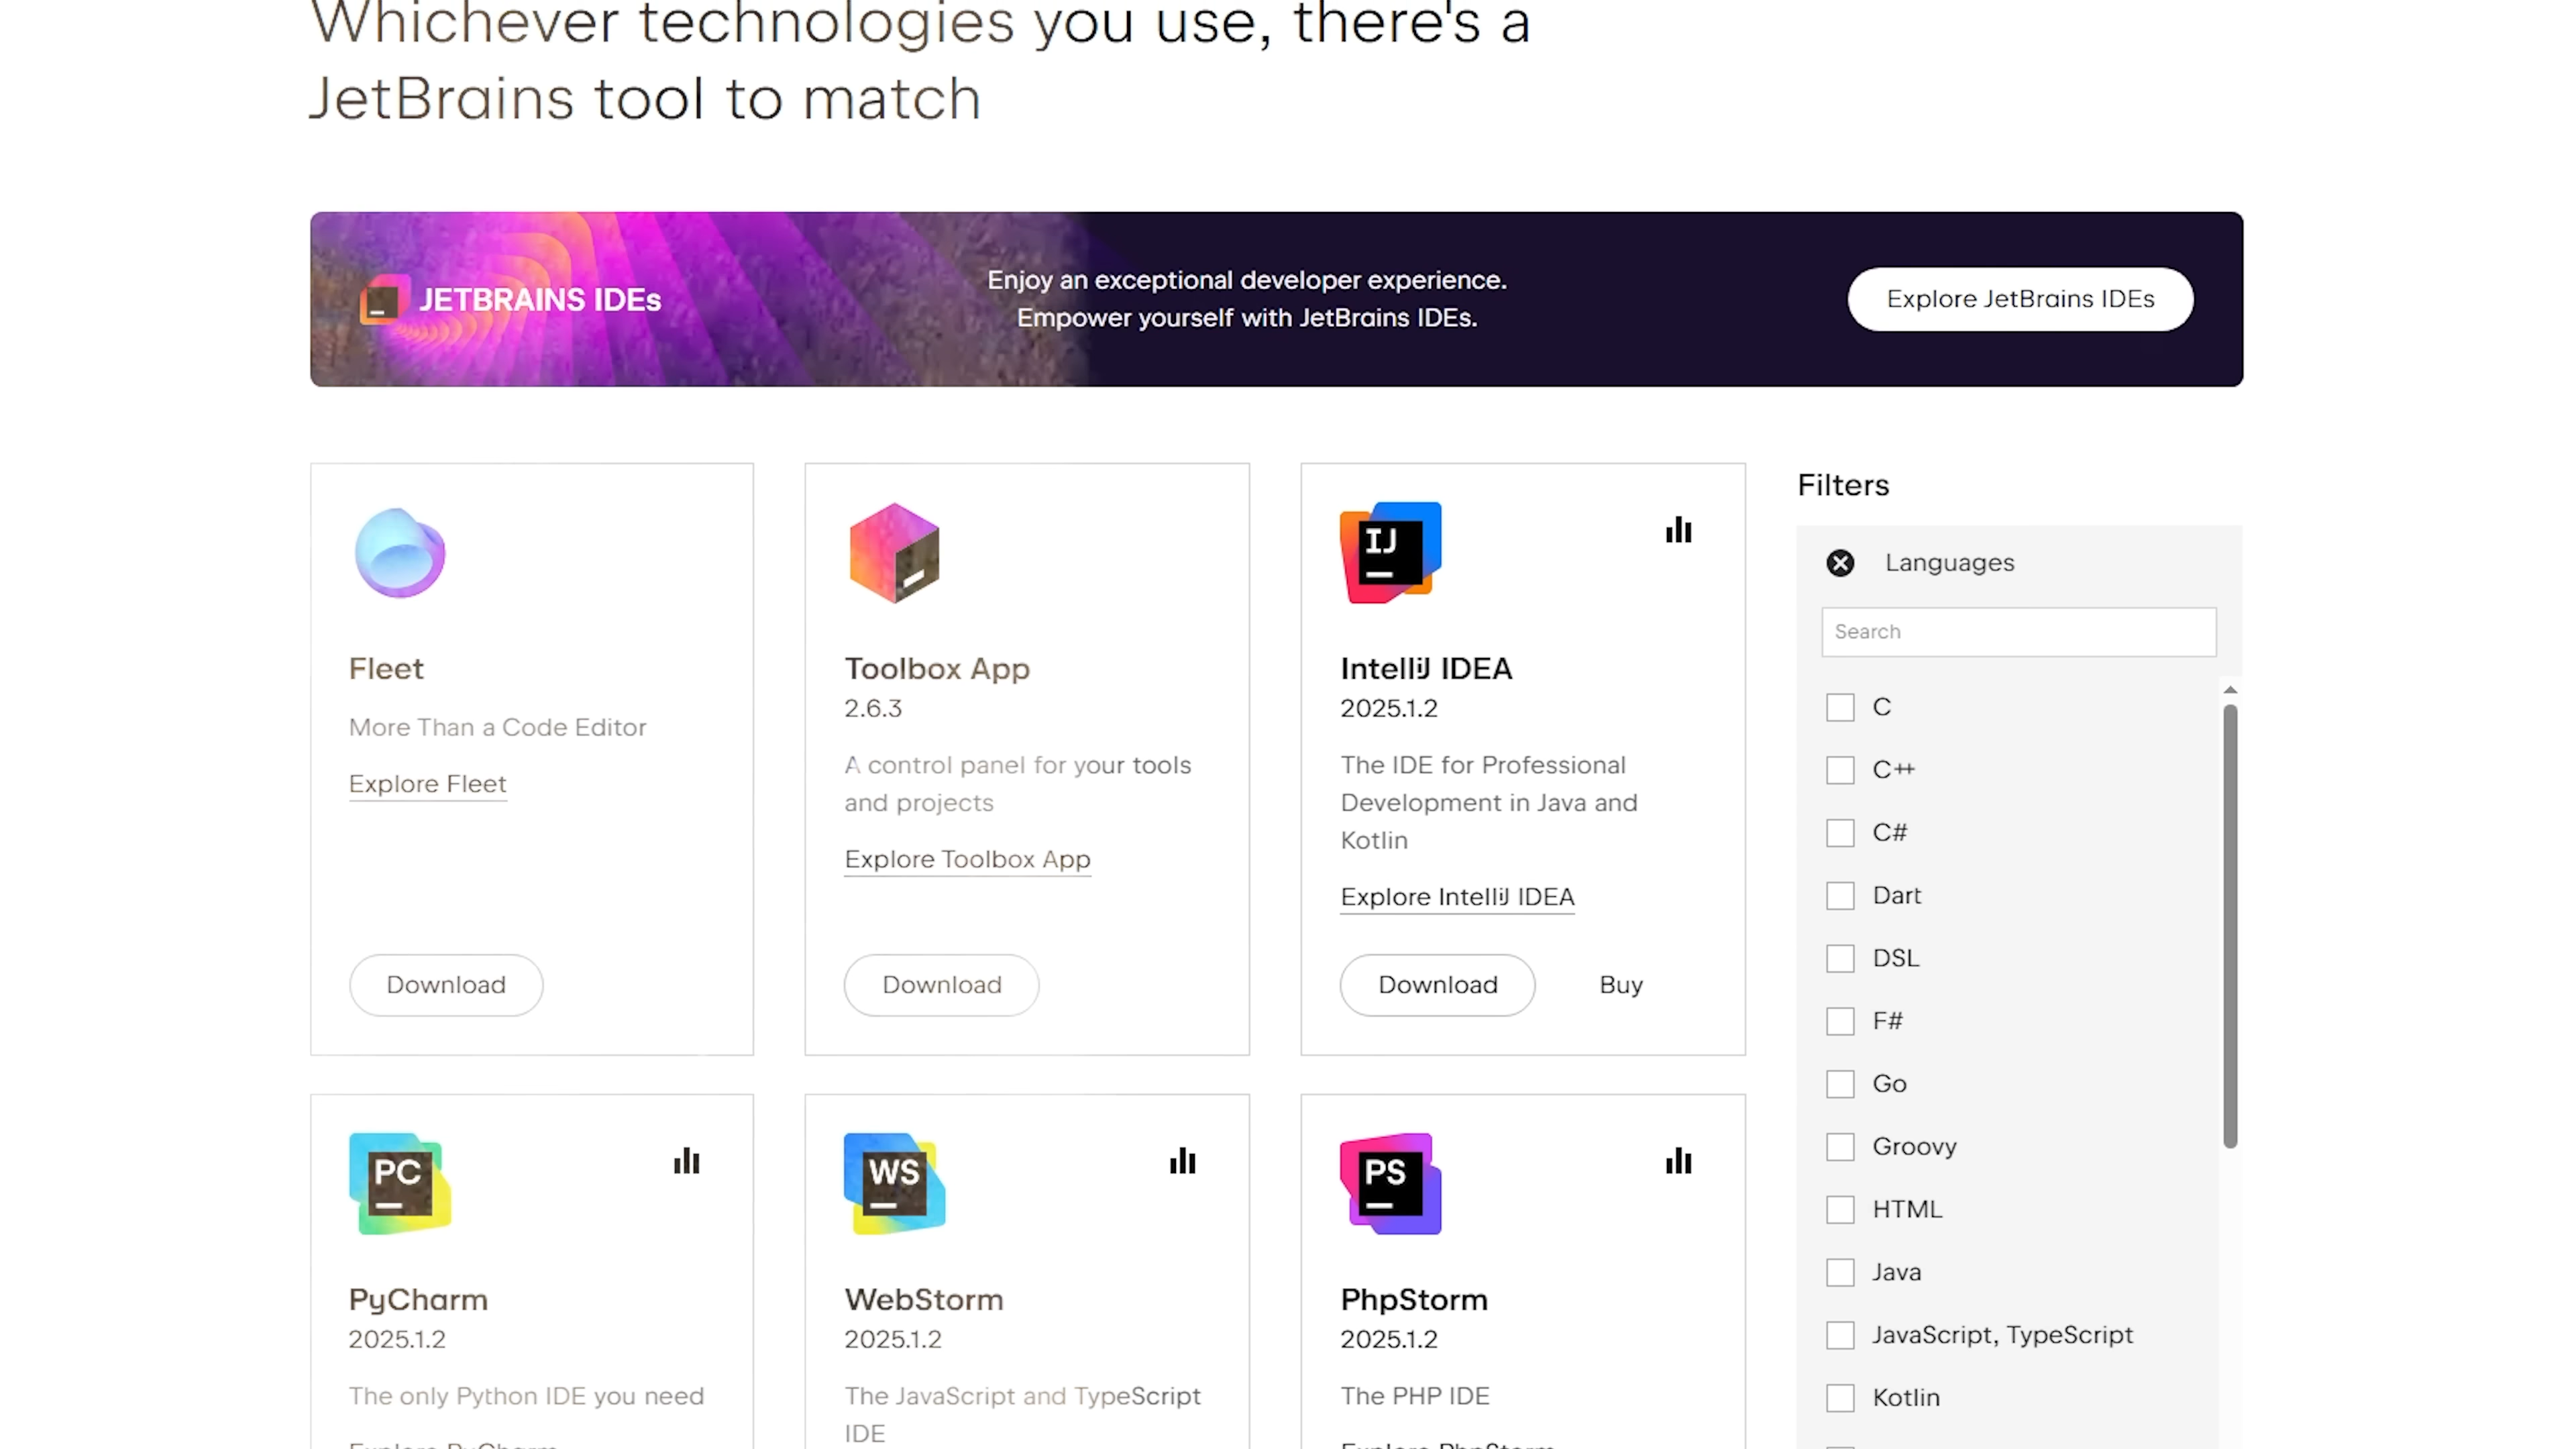 Whichever technologies you use, there's a
JetBrains tool to match
JETBRAINS IDEs
Enjoy an exceptional developer experience.
Empower yourself with JetBrains IDEs.
Explore JetBrains IDEs
Fleet
More Than a Code Editor
Explore Fleet
Download
Toolbox App
2.6.3
A control panel for your tools
and projects
Explore Toolbox App
Download
IJ
IntelliJ IDEA
2025.1.2
The IDE for Professional
Development in Java and
Kotlin
Explore IntelliJ IDEA
Download
Buy
Filters
Languages
Search
C
C++
C#
Dart
DSL
F#
Go
Groovy
HTML
Java
JavaScript, TypeScript
Kotlin
PC
PyCharm
2025.1.2
The only Python IDE you need
Explore PyCharm
WS
WebStorm
2025.1.2
The JavaScript and TypeScript
IDE
PS
PhpStorm
2025.1.2
The PHP IDE
Explore PhpStorm